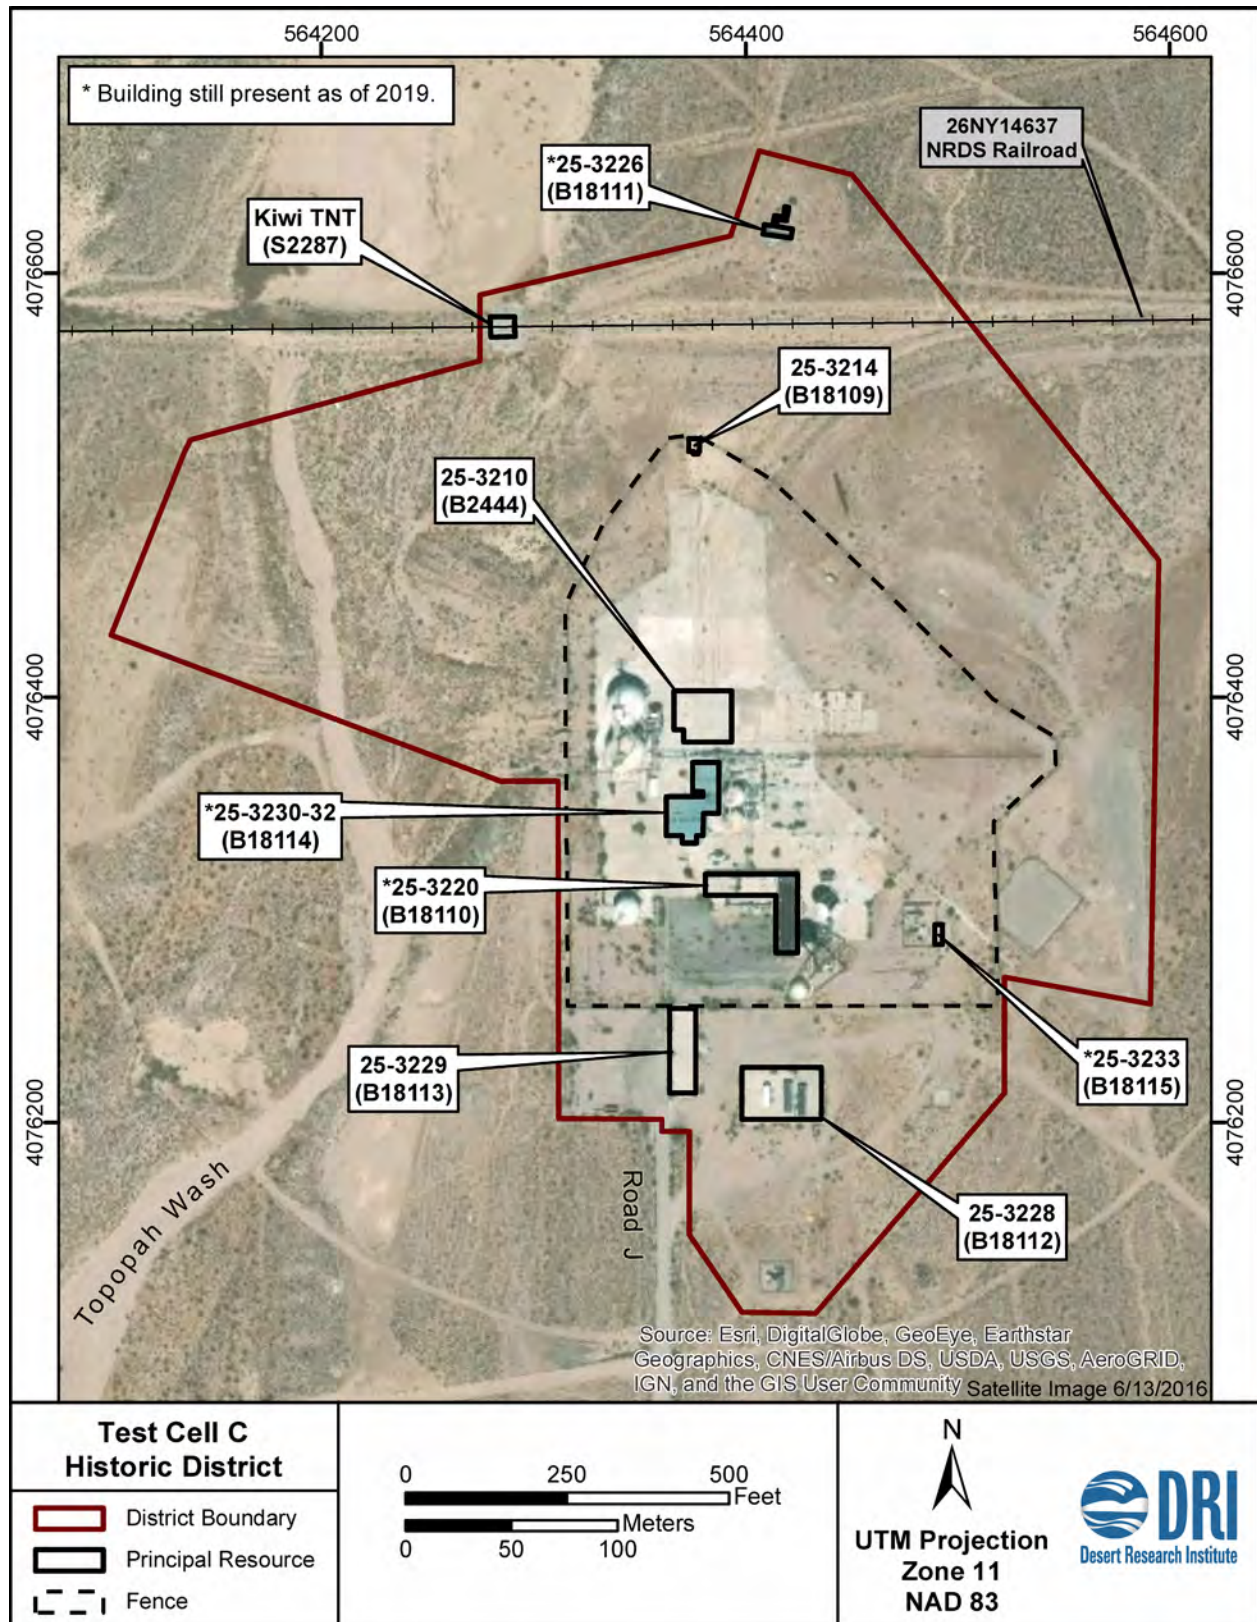 564200
564400
564600
* Building still present as of 2019.
26NY14637
NRDS Railroad
*25-3226
(B18111)
Kiwi TNT
(S2287)
4076600
4076600
25-3214
(B18109)
25-3210
(B2444)
4076400
4076400
*25-3230-32
(B18114)
*25-3220
(B18110)
25-3229
(B18113)
*25-3233
(B18115)
4076200
4076200
Topopah Wash
Road J
25-3228
(B18112)
Source: Esri, DigitalGlobe, GeoEye, Earthstar
Geographics, CNES/Airbus DS, USDA, USGS, AeroGRID,
IGN, and the GIS User Community Satellite Image 6/13/2016
Test Cell C
Historic District
District Boundary
Principal Resource
Fence
0 250 500
Feet
Meters
0 50 100
N
UTM Projection
Zone 11
NAD 83
DRI
Desert Research Institute